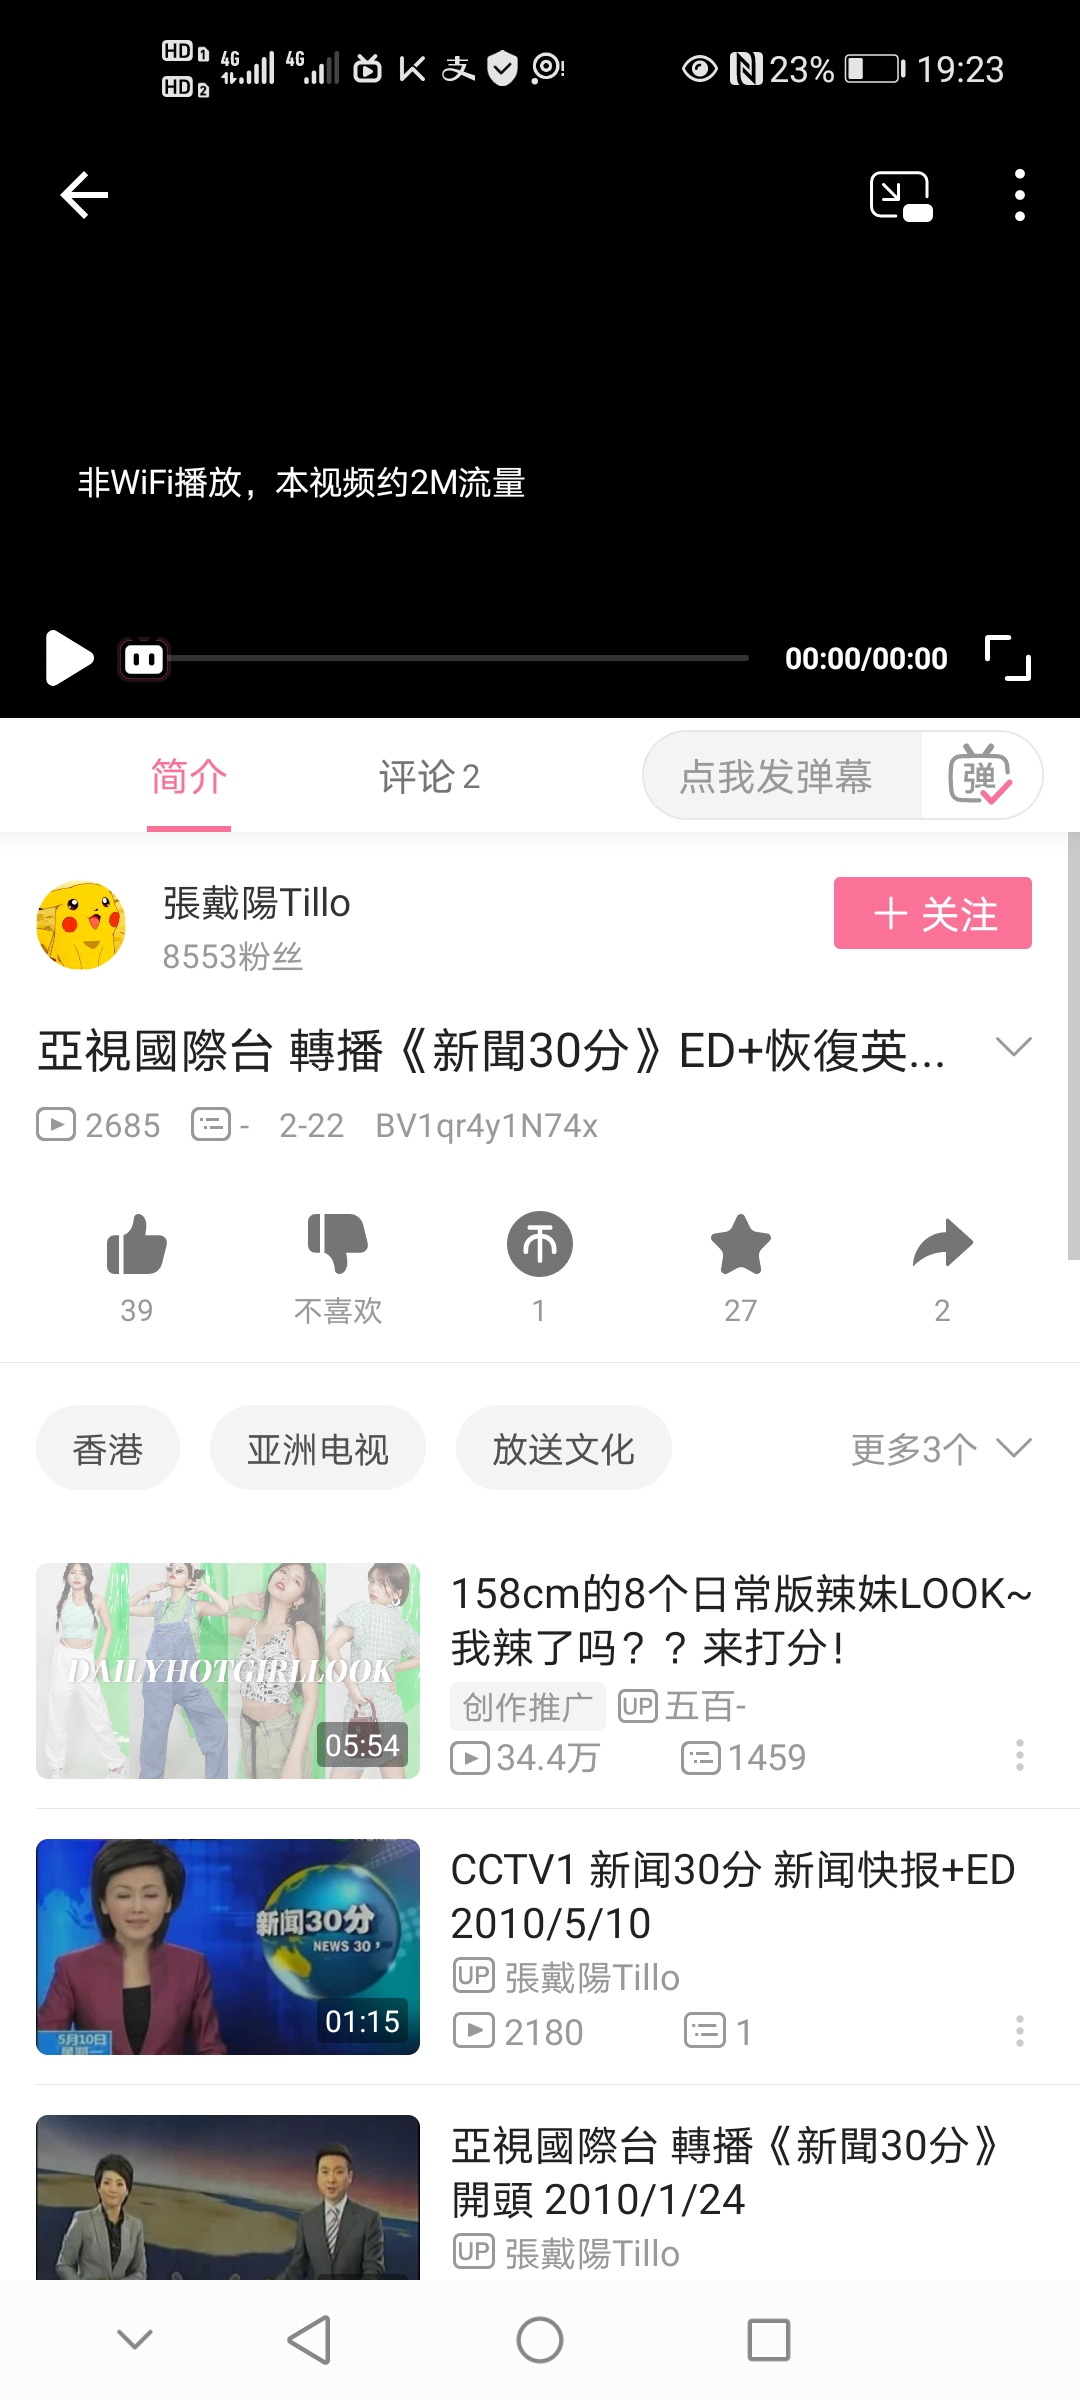 HD 1 4G 4G 23% 19:23
HD 2
非WiFi播放，本视频约2M流量
00:00/00:00
简介 评论 2 点我发弹幕 弹
張戴陽Tillo
8553粉丝
+ 关注
亞視國際台 轉播《新聞30分》ED+恢復英...
2685 - 2-22 BV1qr4y1N74x
39 不喜欢 1 27 2
香港 亚洲电视 放送文化 更多3个
DAILYHOTGIRLLOOK
05:54
158cm的8个日常版辣妹LOOK~
我辣了吗？？来打分！
创作推广 UP 五百-
34.4万 1459
新闻30分
NEWS 30'
5月10日
星期一
01:15
CCTV1 新闻30分 新闻快报+ED
2010/5/10
UP 張戴陽Tillo
2180 1
亞視國際台 轉播《新聞30分》
開頭 2010/1/24
UP 張戴陽Tillo